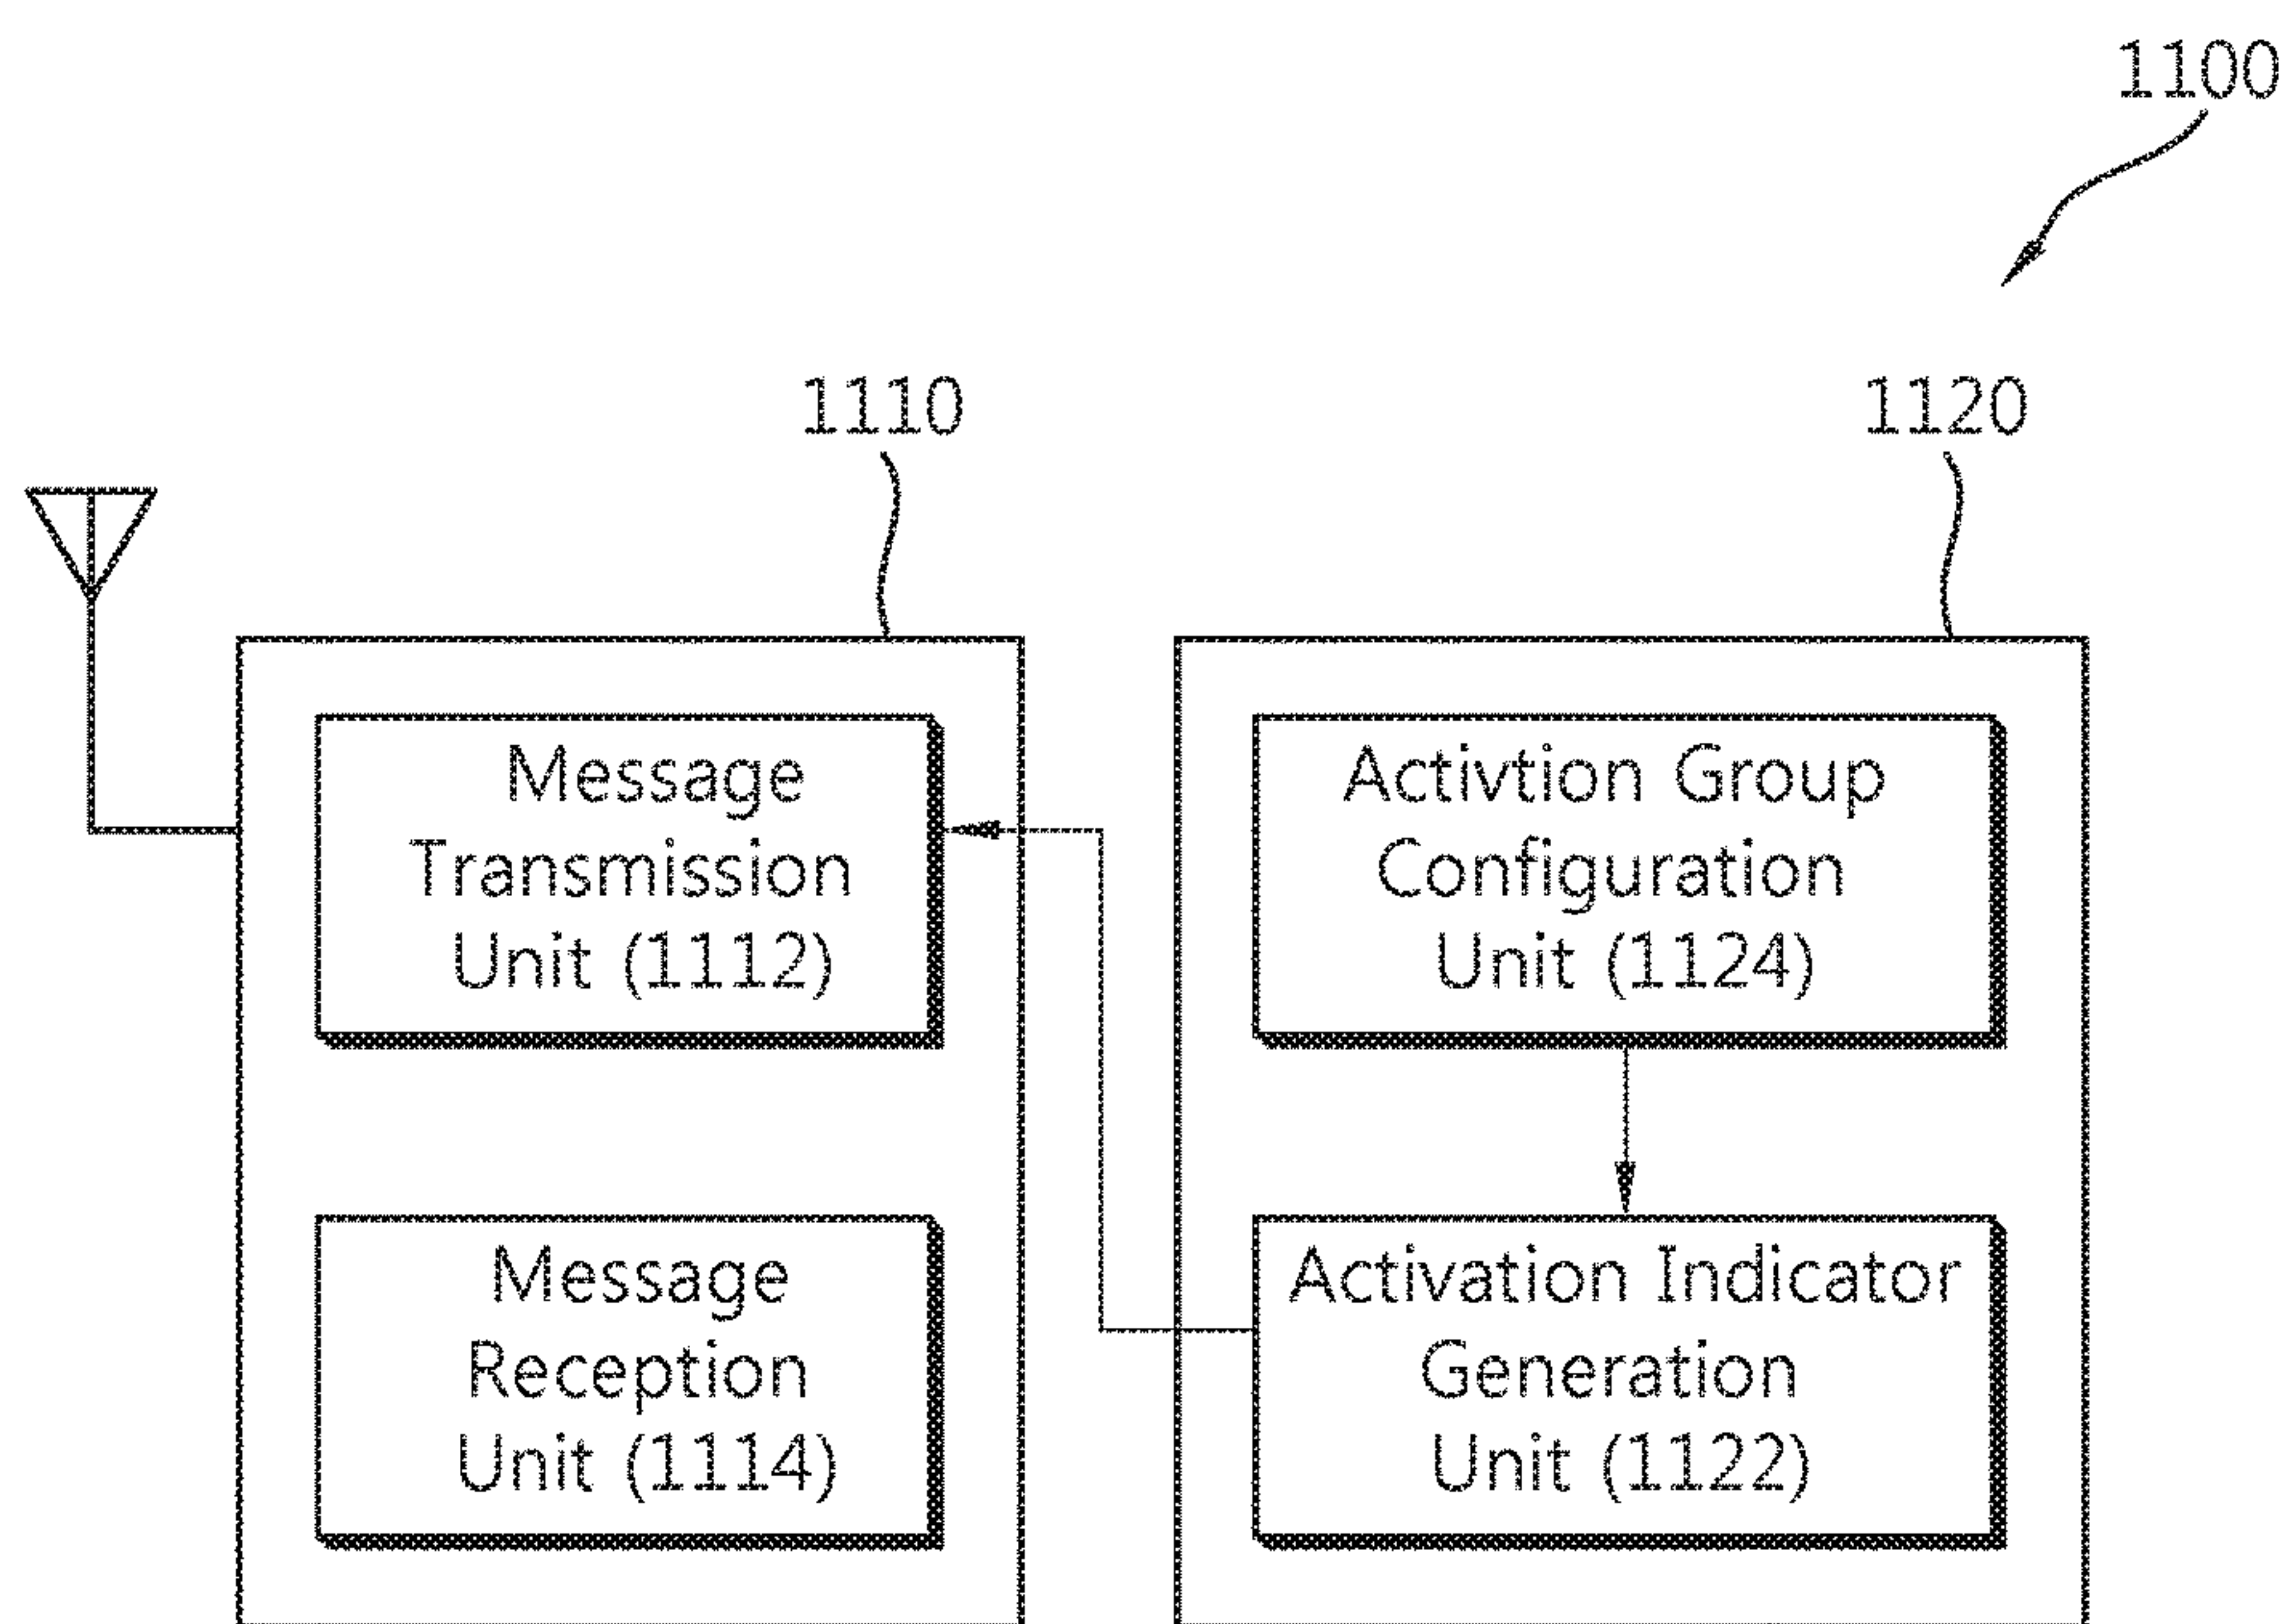 1100
1110
1120
Message
Transmission
Unit (1112)
Activtion Group
Configuration
Unit (1124)
Message
Reception
Unit (1114)
Activation Indicator
Generation
Unit (1122)